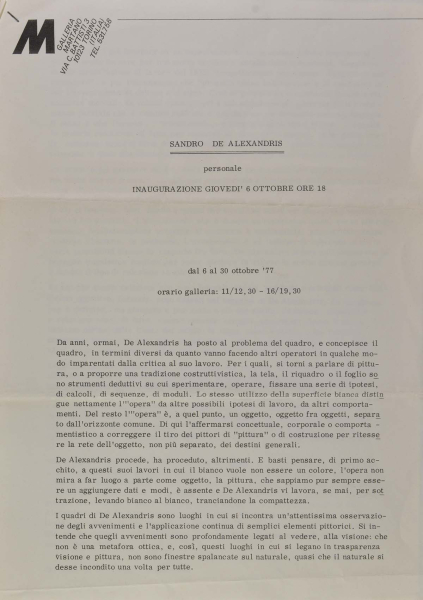 M
GALLERIA
MARTANO
VIA C. BATTISTI 3
10123 TORINO
(ITALIA)
TEL. 531758
SANDRO DE ALEXANDRIS
personale
INAUGURAZIONE GIOVEDI' 6 OTTOBRE ORE 18
dal 6 al 30 ottobre '77
orario galleria: 11/12,30 - 16/19,30
Da anni, ormai, De Alexandris ha posto al problema del quadro, e concepisce il
quadro, in termini diversi da quanto vanno facendo altri operatori in qualche mo-
do imparentati dalla critica al suo lavoro. Per i quali, si torni a parlare di pittu-
ra, o a proporre una tradizione costruttivistica, la tela, il riquadro o il foglio so
no strumenti deduttivi su cui sperimentare, operare, fissare una serie di ipotesi,
di calcoli, di sequenze, di moduli. Lo stesso utilizzo della superficie bianca distin
gue nettamente l'"opera" da altre possibili ipotesi di lavoro, da altri comporta-
menti. Del resto l'"opera" è, a quel punto, un oggetto, oggetto fra oggetti, separa
to dall'orizzonte comune. Di qui l'affermarsi concettuale, corporale o comporta -
mentistico a correggere il tiro dei pittori di "pittura" o di costruzione per ritesse
re la rete dell'oggetto, non più separato, dei destini generali.
De Alexandris procede, ha proceduto, altrimenti. E basti pensare, di primo ac-
chito, a questi suoi lavori in cui il bianco vuole non essere un colore, l'opera non
mira a far luogo a parte come oggetto, la pittura, che sappiamo pur sempre esse-
re un aggiungere dati e modi, è assente e De Alexandris vi lavora, se mai, per sot
trazione, levando bianco al bianco, tranciandone la compattezza.
I quadri di De Alexandris sono luoghi in cui si incontra un'attentissima osservazio-
ne degli avvenimenti e l'applicazione continua di semplici elementi pittorici. Si in-
tende che quegli avvenimenti sono profondamente legati al vedere, alla visione: che
non è una metafora ottica, e, così, questi luoghi in cui si legano in trasparenza
visione e pittura, non sono finestre spalancate sul naturale, quasi che il naturale si
desse incondito una volta per tutte.